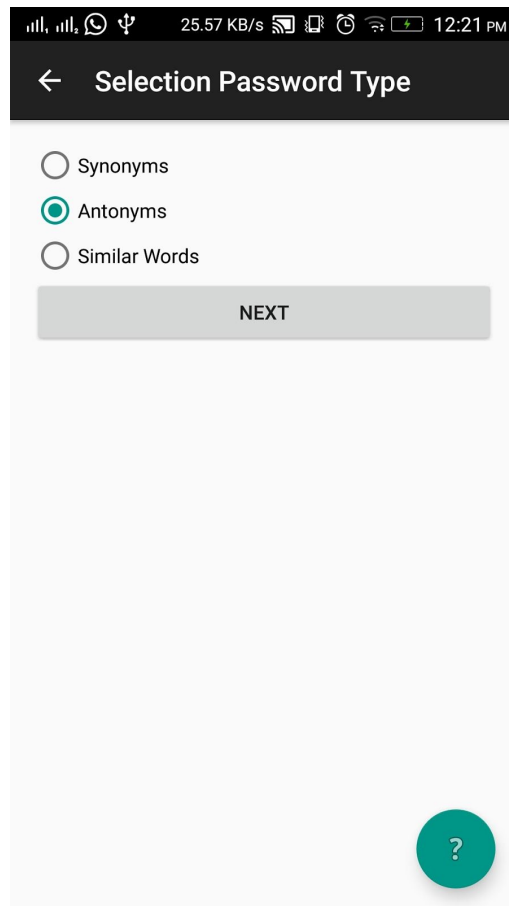 25.57 KB/s 12:21 PM
Selection Password Type
Synonyms
Antonyms
Similar Words
NEXT
?